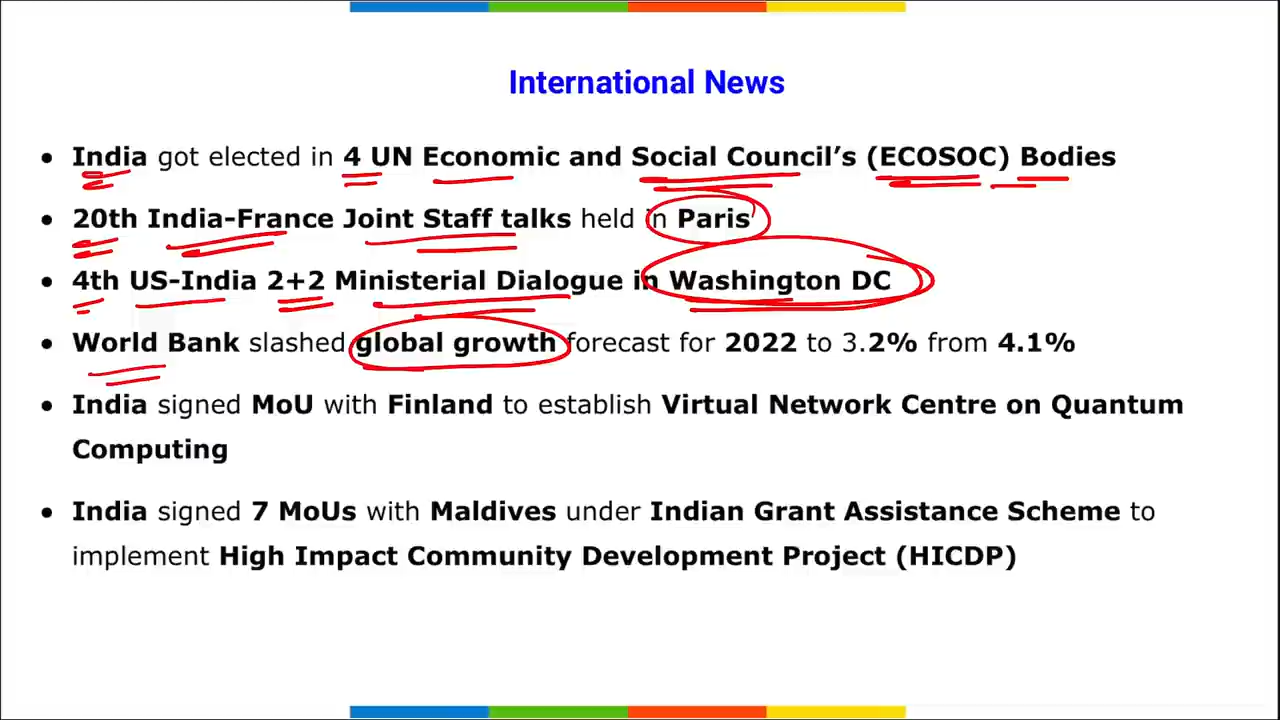 International News
• India got elected in 4 UN Economic and Social Council’s (ECOSOC) Bodies
• 20th India-France Joint Staff talks held in Paris
• 4th US-India 2+2 Ministerial Dialogue in Washington DC
• World Bank slashed global growth forecast for 2022 to 3.2% from 4.1%
• India signed MoU with Finland to establish Virtual Network Centre on Quantum
Computing
• India signed 7 MoUs with Maldives under Indian Grant Assistance Scheme to
implement High Impact Community Development Project (HICDP)